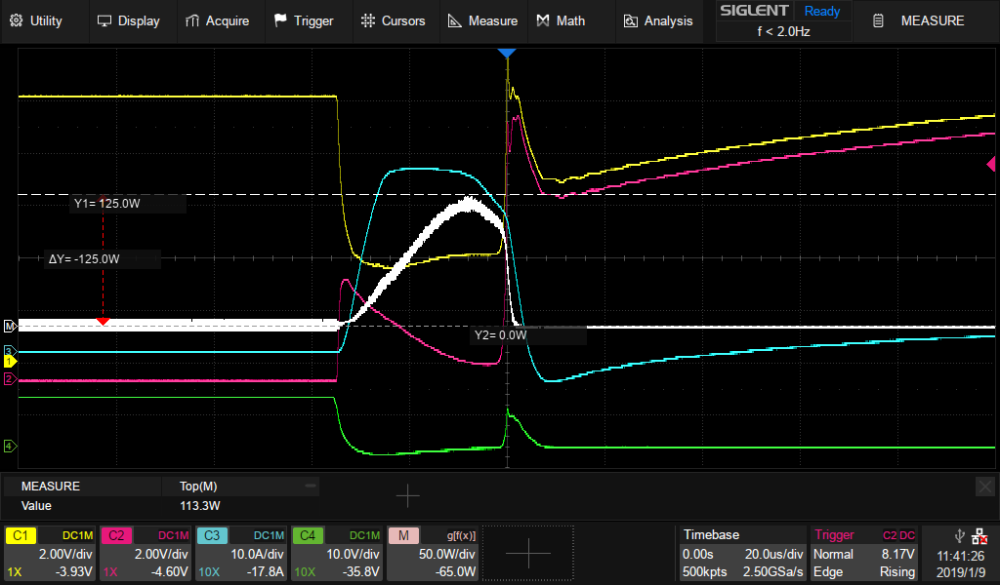 Utility Display Acquire Trigger Cursors Measure Math Analysis SIGLENT Ready MEASURE
f < 2.0Hz
Y1= 125.0W
ΔY= -125.0W
M
Y2= 0.0W
3
1
2
4
MEASURE Top(M)
Value 113.3W
C1 DC1M C2 DC1M C3 DC1M C4 DC1M M g[f(x)] Timebase Trigger C2 DC
2.00V/div 2.00V/div 10.0A/div 10.0V/div 50.0W/div 0.00s 20.0us/div Normal 8.17V 11:41:26
1X -3.93V 1X -4.60V 10X -17.8A 10X -35.8V -65.0W 500kpts 2.50GSa/s Edge Rising 2019/1/9